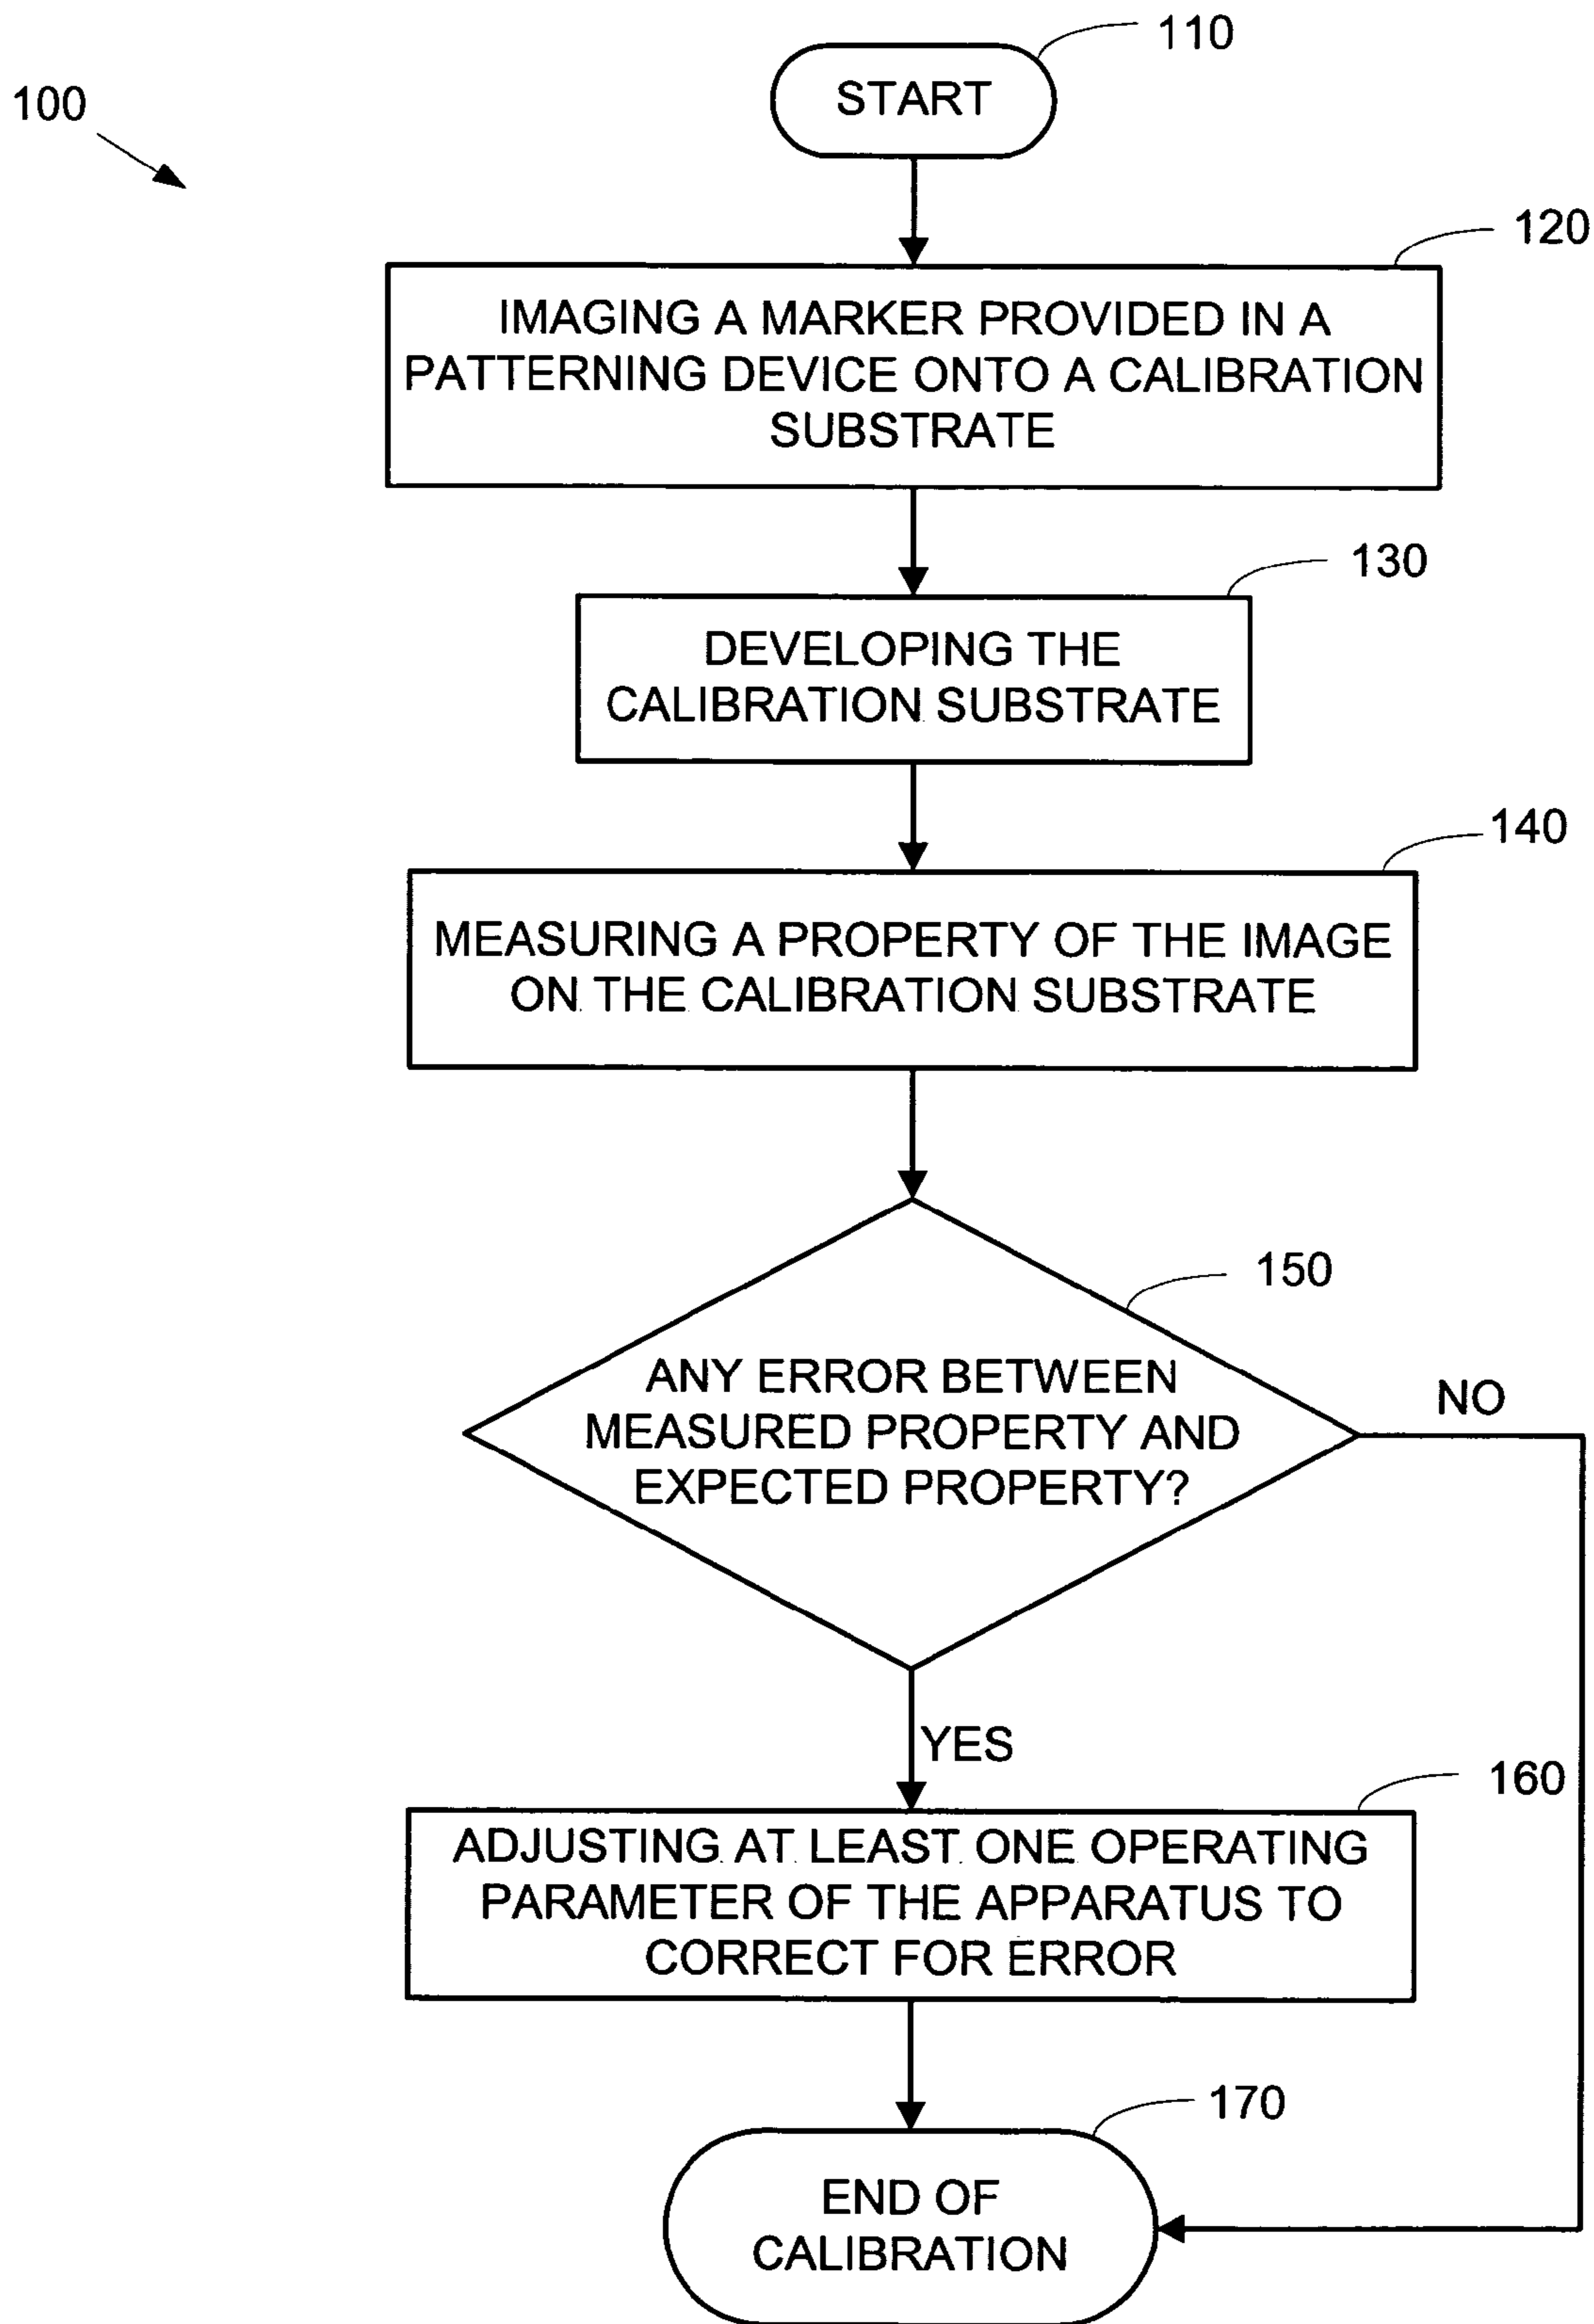 110
START
100
120
IMAGING A MARKER PROVIDED IN A
PATTERNING DEVICE ONTO A CALIBRATION
SUBSTRATE
130
DEVELOPING THE
CALIBRATION SUBSTRATE
140
MEASURING A PROPERTY OF THE IMAGE
ON THE CALIBRATION SUBSTRATE
150
ANY ERROR BETWEEN
MEASURED PROPERTY AND
EXPECTED PROPERTY?
NO
YES
160
ADJUSTING AT LEAST ONE OPERATING
PARAMETER OF THE APPARATUS TO
CORRECT FOR ERROR
170
END OF
CALIBRATION